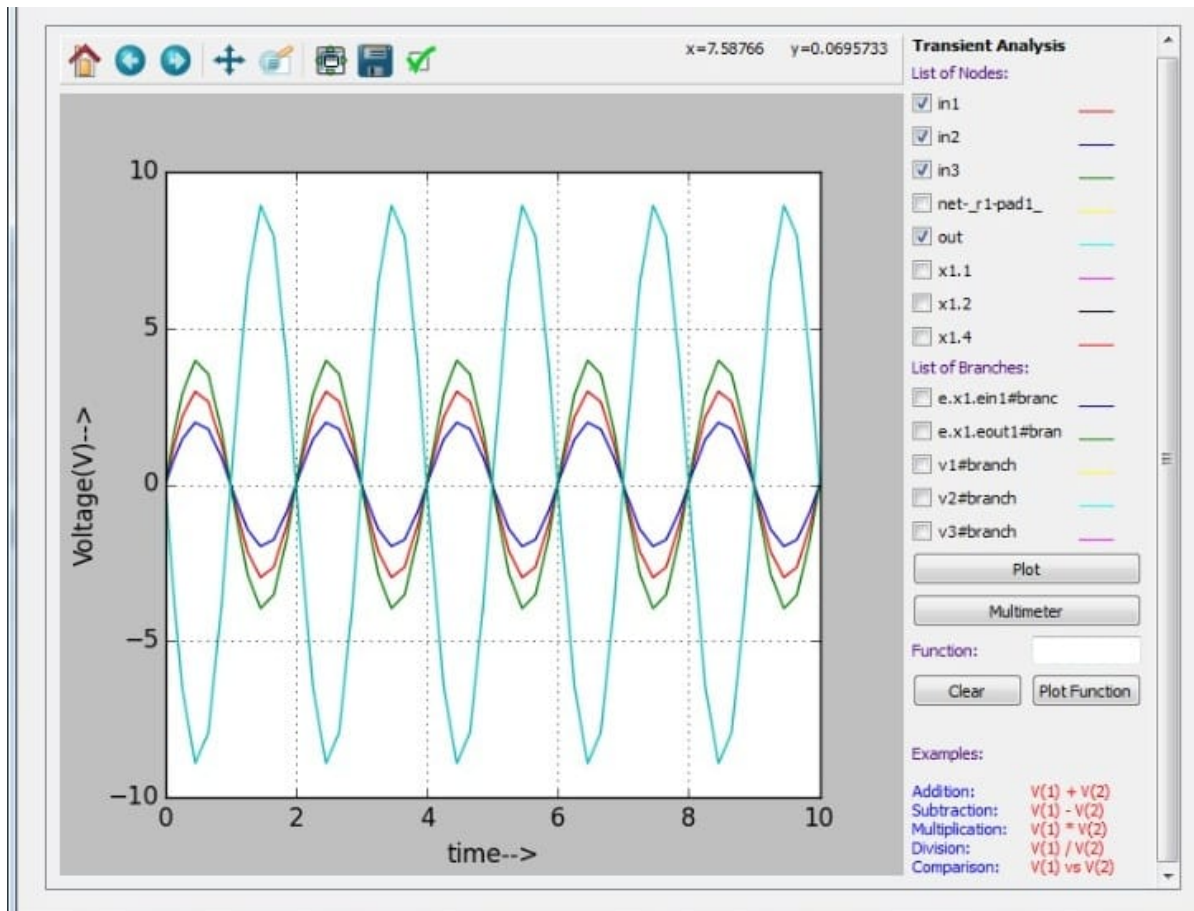 x=7.58766 y=0.0695733
10
5
0
−5
−10
0 2 4 6 8 10
Voltage(V)-->
time-->
Transient Analysis
List of Nodes:
in1
in2
in3
net-_r1-pad1_
out
x1.1
x1.2
x1.4
List of Branches:
e.x1.ein1#branc
e.x1.eout1#bran
v1#branch
v2#branch
v3#branch
Plot
Multimeter
Function:
Clear Plot Function
Examples:
Addition: V(1) + V(2)
Subtraction: V(1) - V(2)
Multiplication: V(1) * V(2)
Division: V(1) / V(2)
Comparison: V(1) vs V(2)